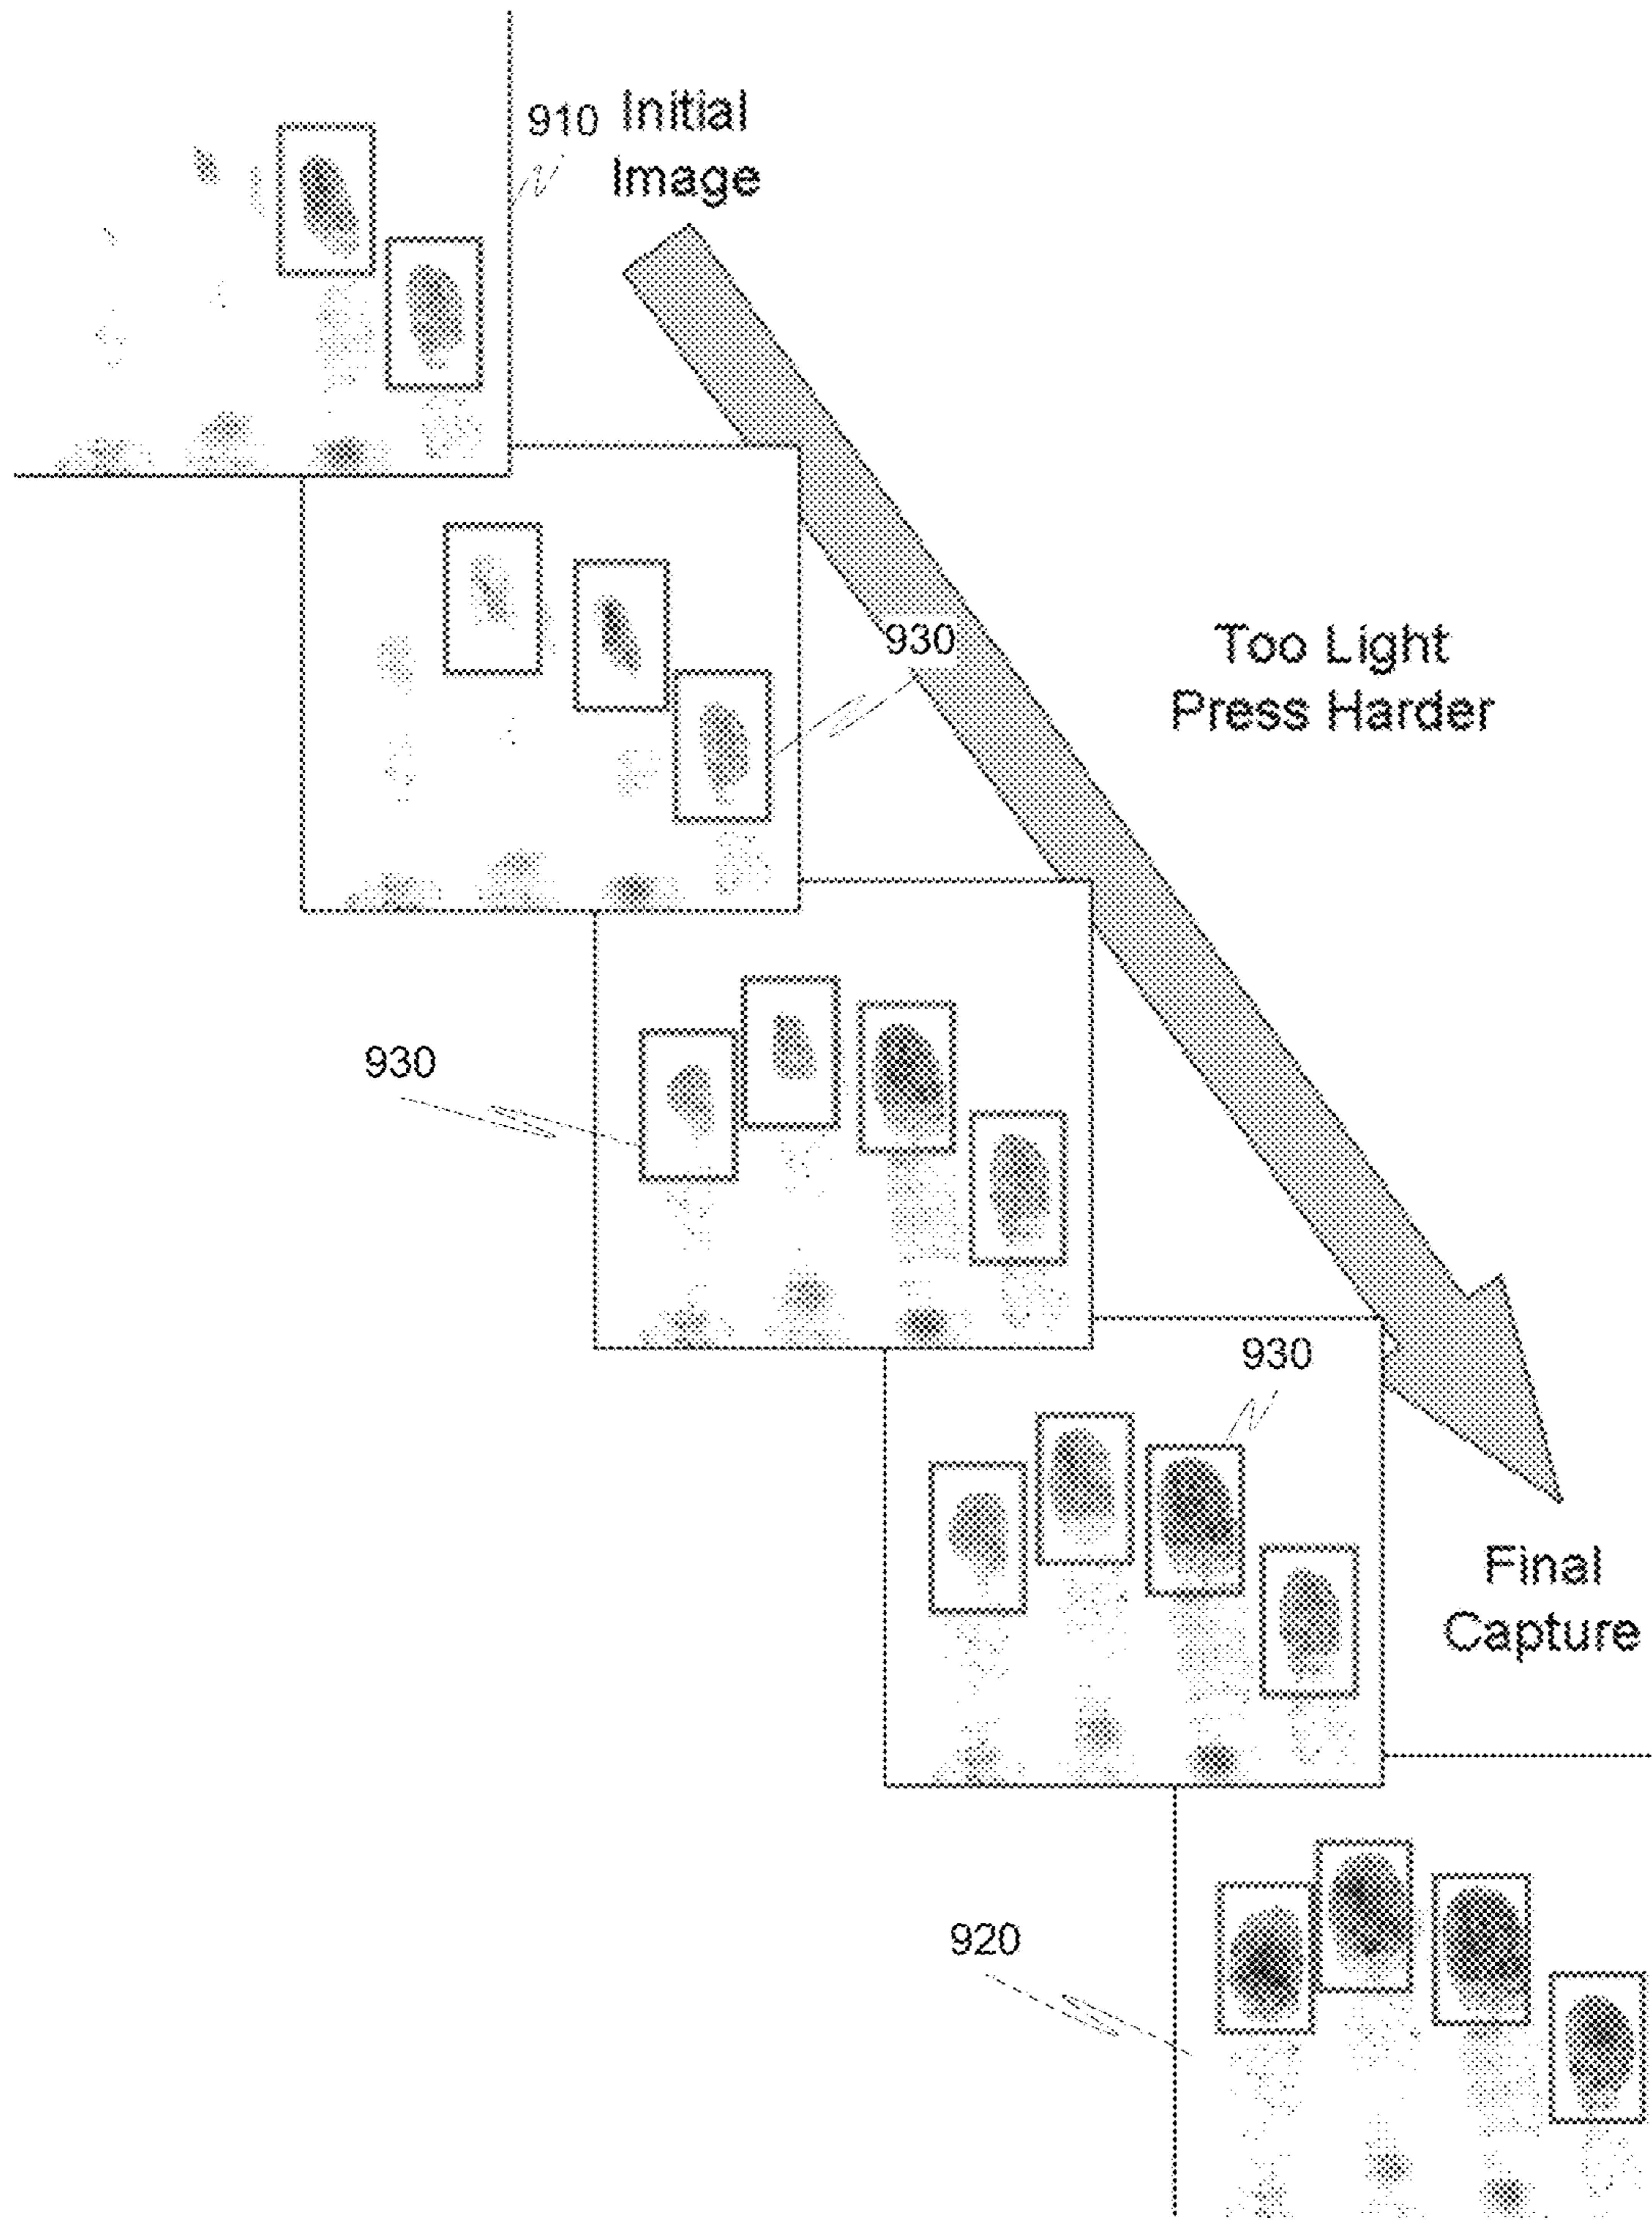 910 Initial
Image
930
Too Light
Press Harder
930
930
Final
Capture
920